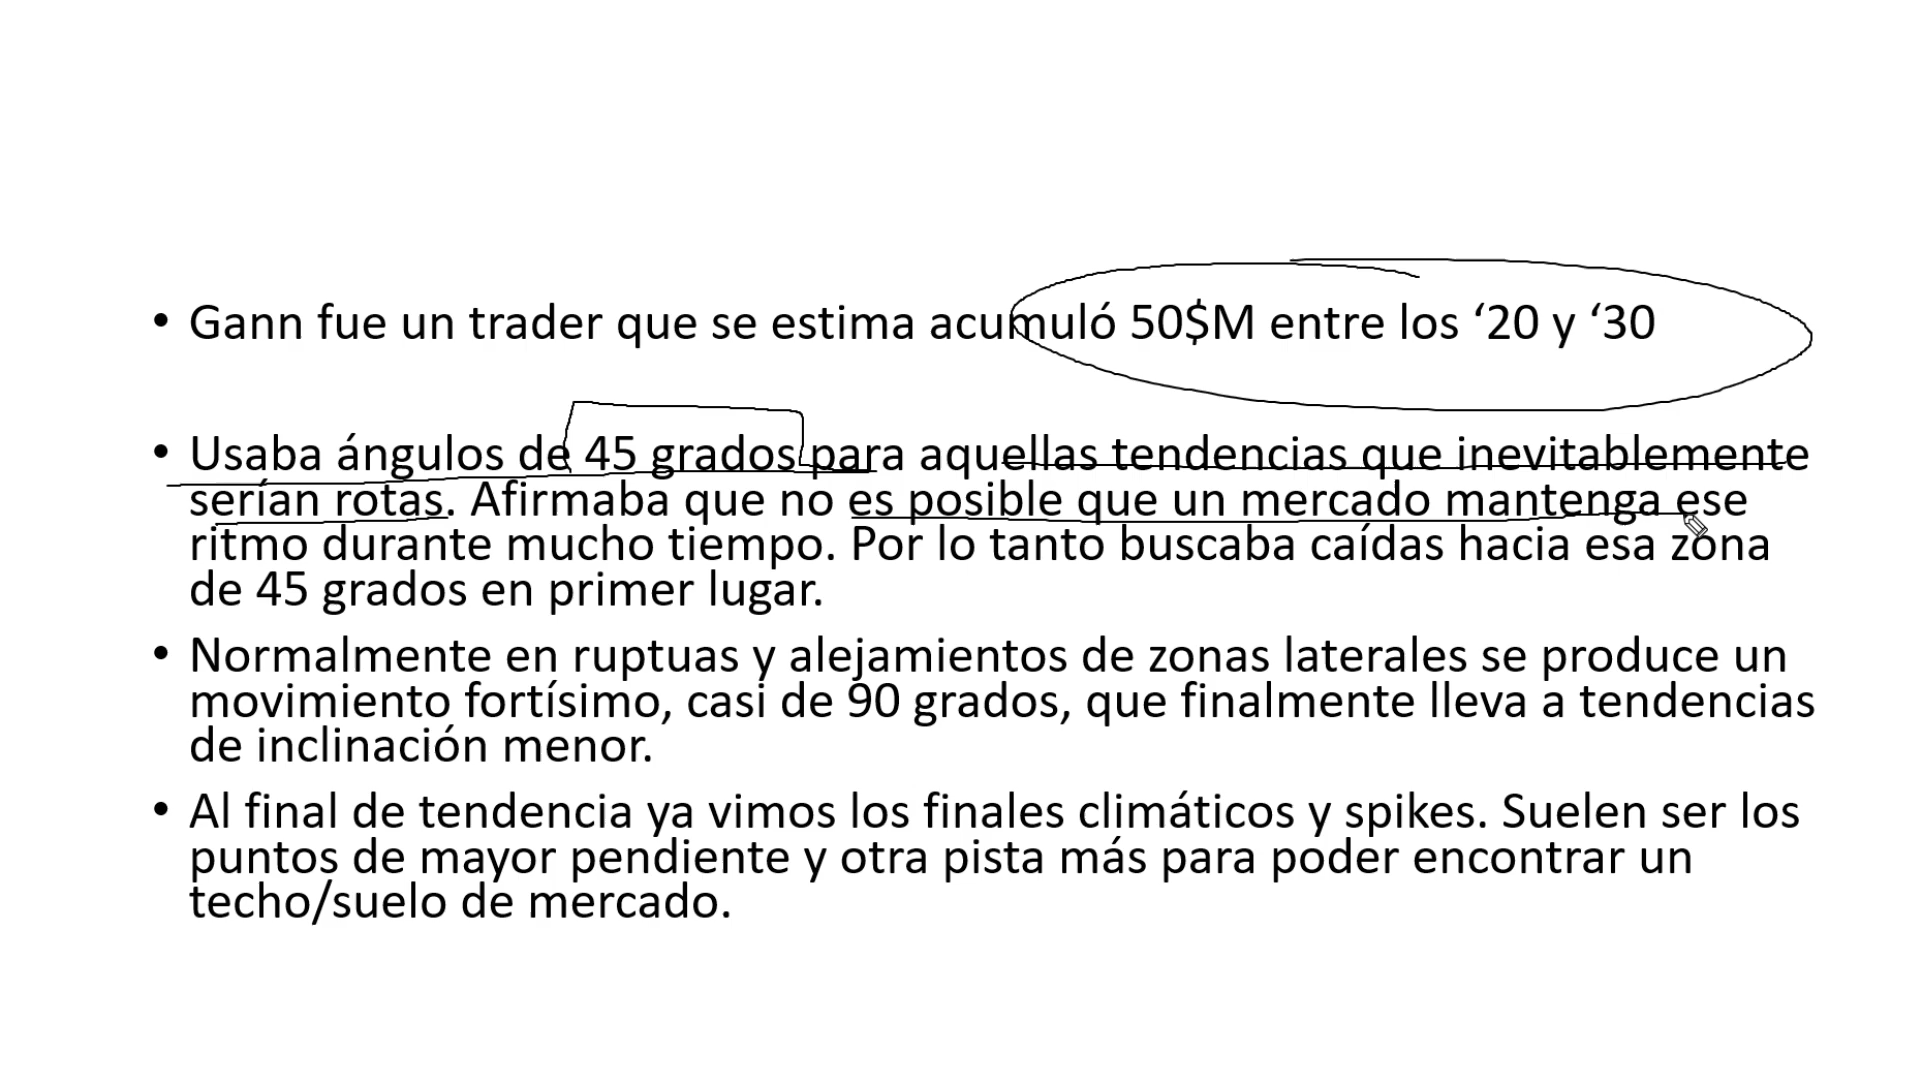 • Gann fue un trader que se estima acumuló 50$M entre los ‘20 y ‘30
• Usaba ángulos de 45 grados para aquellas tendencias que inevitablemente
serían rotas. Afirmaba que no es posible que un mercado mantenga ese
ritmo durante mucho tiempo. Por lo tanto buscaba caídas hacia esa zona
de 45 grados en primer lugar.
• Normalmente en ruptuas y alejamientos de zonas laterales se produce un
movimiento fortísimo, casi de 90 grados, que finalmente lleva a tendencias
de inclinación menor.
• Al final de tendencia ya vimos los finales climáticos y spikes. Suelen ser los
puntos de mayor pendiente y otra pista más para poder encontrar un
techo/suelo de mercado.